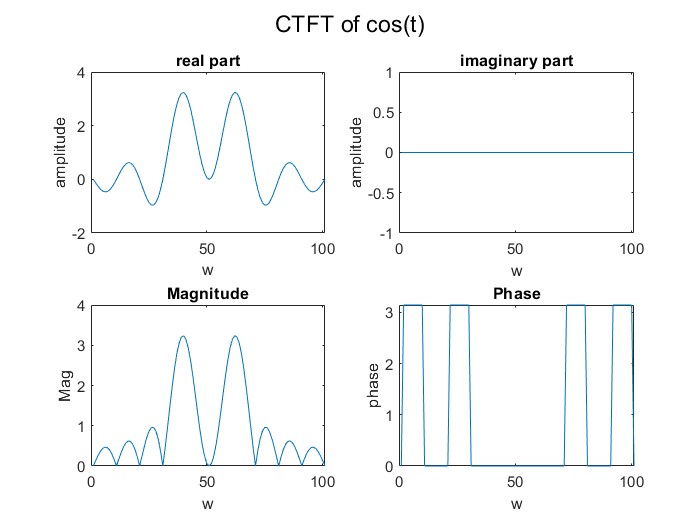 CTFT of cos(t)
real part
4
2
0
-2
amplitude
0 50 100
w
imaginary part
1
0.5
0
-0.5
-1
amplitude
0 50 100
w
Magnitude
4
3
2
1
0
Mag
0 50 100
w
Phase
3
2
1
0
phase
0 50 100
w